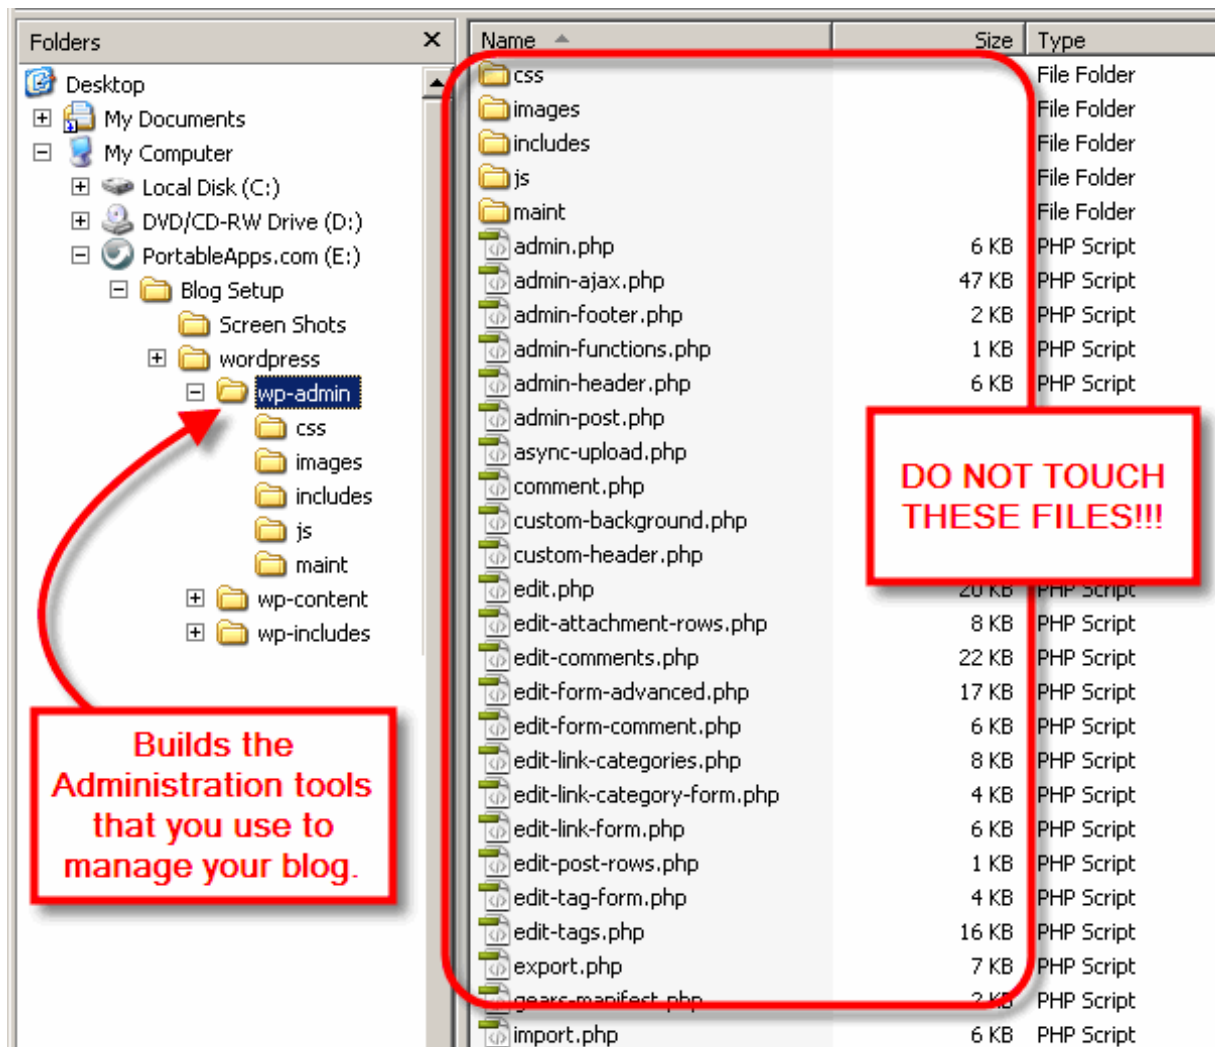 Folders
Desktop
My Documents
My Computer
Local Disk (C:)
DVD/CD-RW Drive (D:)
PortableApps.com (E:)
Blog Setup
Screen Shots
wordpress
wp-admin
css
images
includes
js
maint
wp-content
wp-includes
Builds the
Administration tools
that you use to
manage your blog.
Name Size Type
css File Folder
images File Folder
includes File Folder
js File Folder
maint File Folder
admin.php 6 KB PHP Script
admin-ajax.php 47 KB PHP Script
admin-footer.php 2 KB PHP Script
admin-functions.php 1 KB PHP Script
admin-header.php 6 KB PHP Script
admin-post.php
async-upload.php
comment.php
custom-background.php
custom-header.php
edit.php 20 KB PHP Script
edit-attachment-rows.php 8 KB PHP Script
edit-comments.php 22 KB PHP Script
edit-form-advanced.php 17 KB PHP Script
edit-form-comment.php 6 KB PHP Script
edit-link-categories.php 8 KB PHP Script
edit-link-category-form.php 4 KB PHP Script
edit-link-form.php 6 KB PHP Script
edit-post-rows.php 1 KB PHP Script
edit-tag-form.php 4 KB PHP Script
edit-tags.php 16 KB PHP Script
export.php 7 KB PHP Script
gears-manifest.php 2 KB PHP Script
import.php 6 KB PHP Script
DO NOT TOUCH
THESE FILES!!!